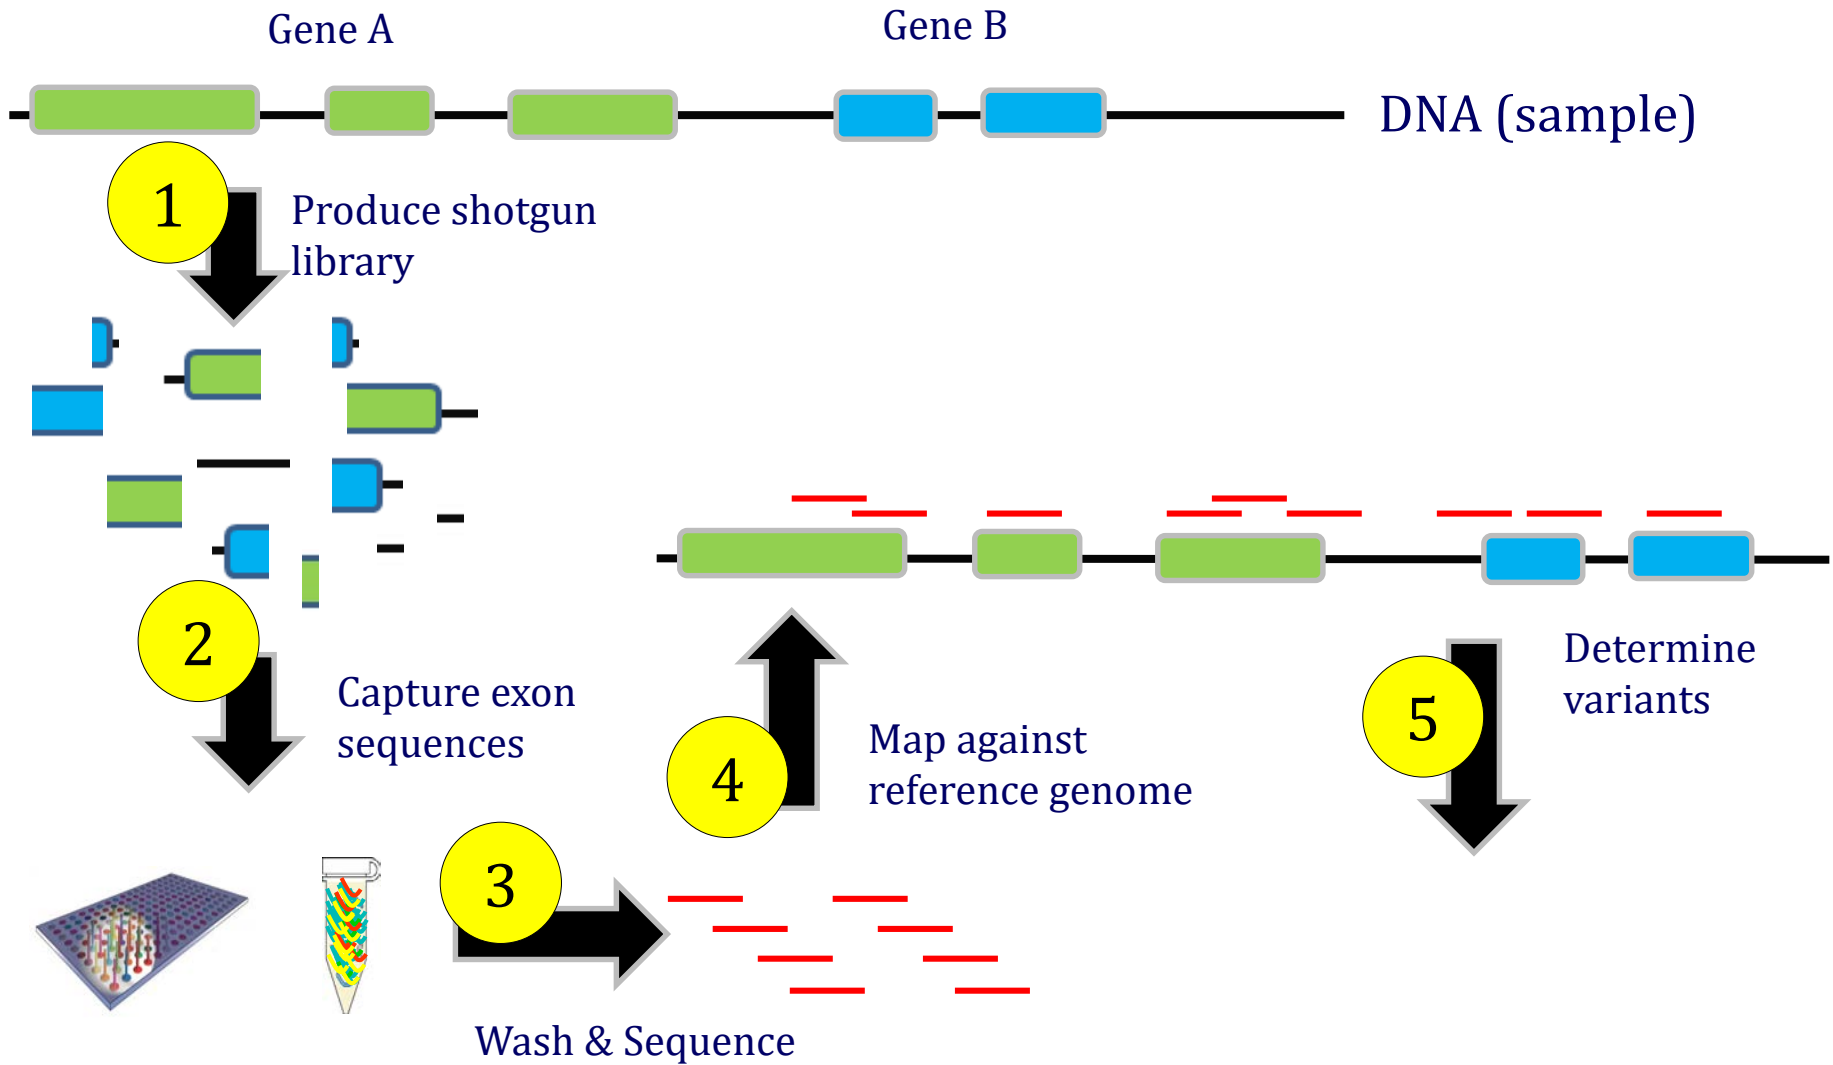 Gene A
Gene B
DNA (sample)
1
Produce shotgun
library
2
Capture exon
sequences
3
Wash & Sequence
4
Map against
reference genome
5
Determine
variants